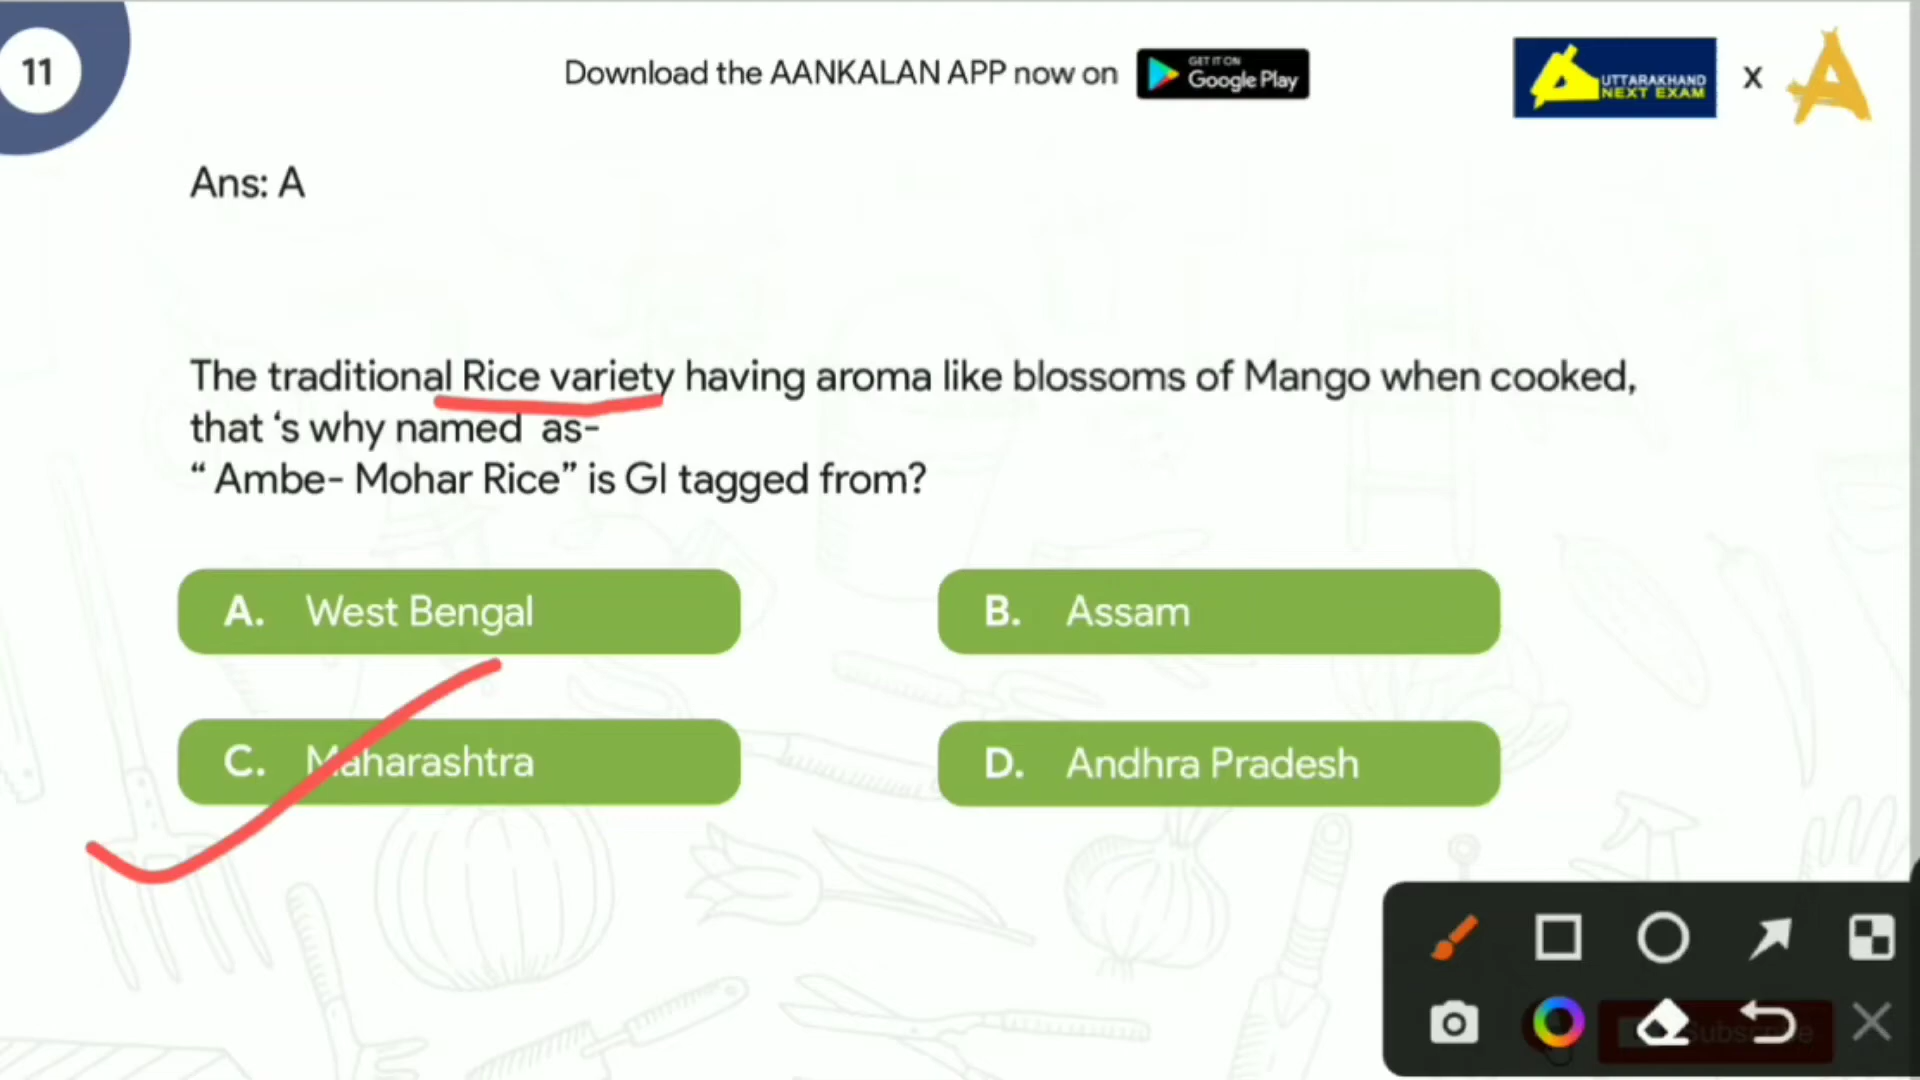 11
Download the AANKALAN APP now on
GET IT ON
Google Play
UTTARAKHAND
NEXT EXAM
X
Ans: A
The traditional Rice variety having aroma like blossoms of Mango when cooked,
that ‘s why named as-
“ Ambe- Mohar Rice” is GI tagged from?
A. West Bengal
B. Assam
C. Maharashtra
D. Andhra Pradesh